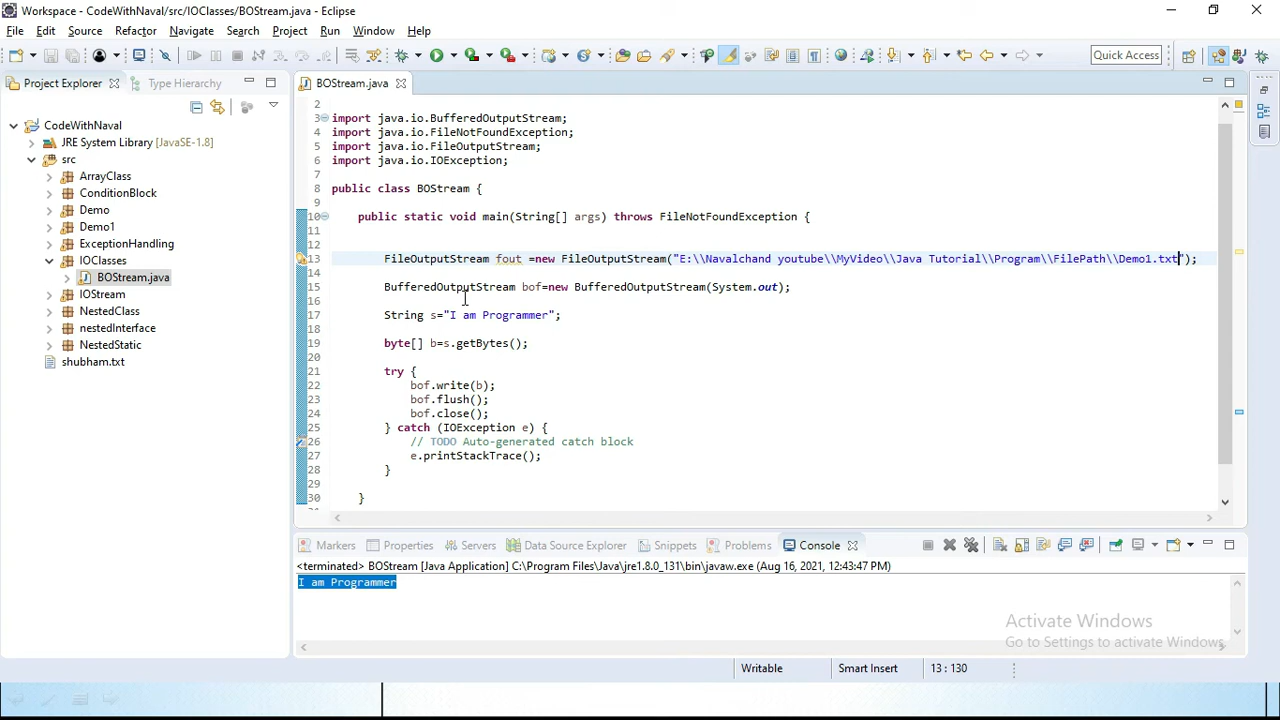 Workspace - CodeWithNaval/src/IOClasses/BOStream.java - Eclipse
File Edit Source Refactor Navigate Search Project Run Window Help
Quick Access
Project Explorer Type Hierarchy
CodeWithNaval
JRE System Library [JavaSE-1.8]
src
ArrayClass
ConditionBlock
Demo
Demo1
ExceptionHandling
IOClasses
BOStream.java
IOStream
NestedClass
nestedInterface
NestedStatic
shubham.txt
BOStream.java
2
3 import java.io.BufferedOutputStream;
4 import java.io.FileNotFoundException;
5 import java.io.FileOutputStream;
6 import java.io.IOException;
7
8 public class BOStream {
9
10 public static void main(String[] args) throws FileNotFoundException {
11
12
13 FileOutputStream fout =new FileOutputStream("E:\\Navalchand youtube\\MyVideo\\Java Tutorial\\Program\\FilePath\\Demo1.txt");
14
15 BufferedOutputStream bof=new BufferedOutputStream(System.out);
16
17 String s="I am Programmer";
18
19 byte[] b=s.getBytes();
20
21 try {
22 bof.write(b);
23 bof.flush();
24 bof.close();
25 } catch (IOException e) {
26 // TODO Auto-generated catch block
27 e.printStackTrace();
28 }
29
30 }
Markers Properties Servers Data Source Explorer Snippets Problems Console
<terminated> BOStream [Java Application] C:\Program Files\Java\jre1.8.0_131\bin\javaw.exe (Aug 16, 2021, 12:43:47 PM)
I am Programmer
Activate Windows
Go to Settings to activate Windows.
Writable Smart Insert 13 : 130